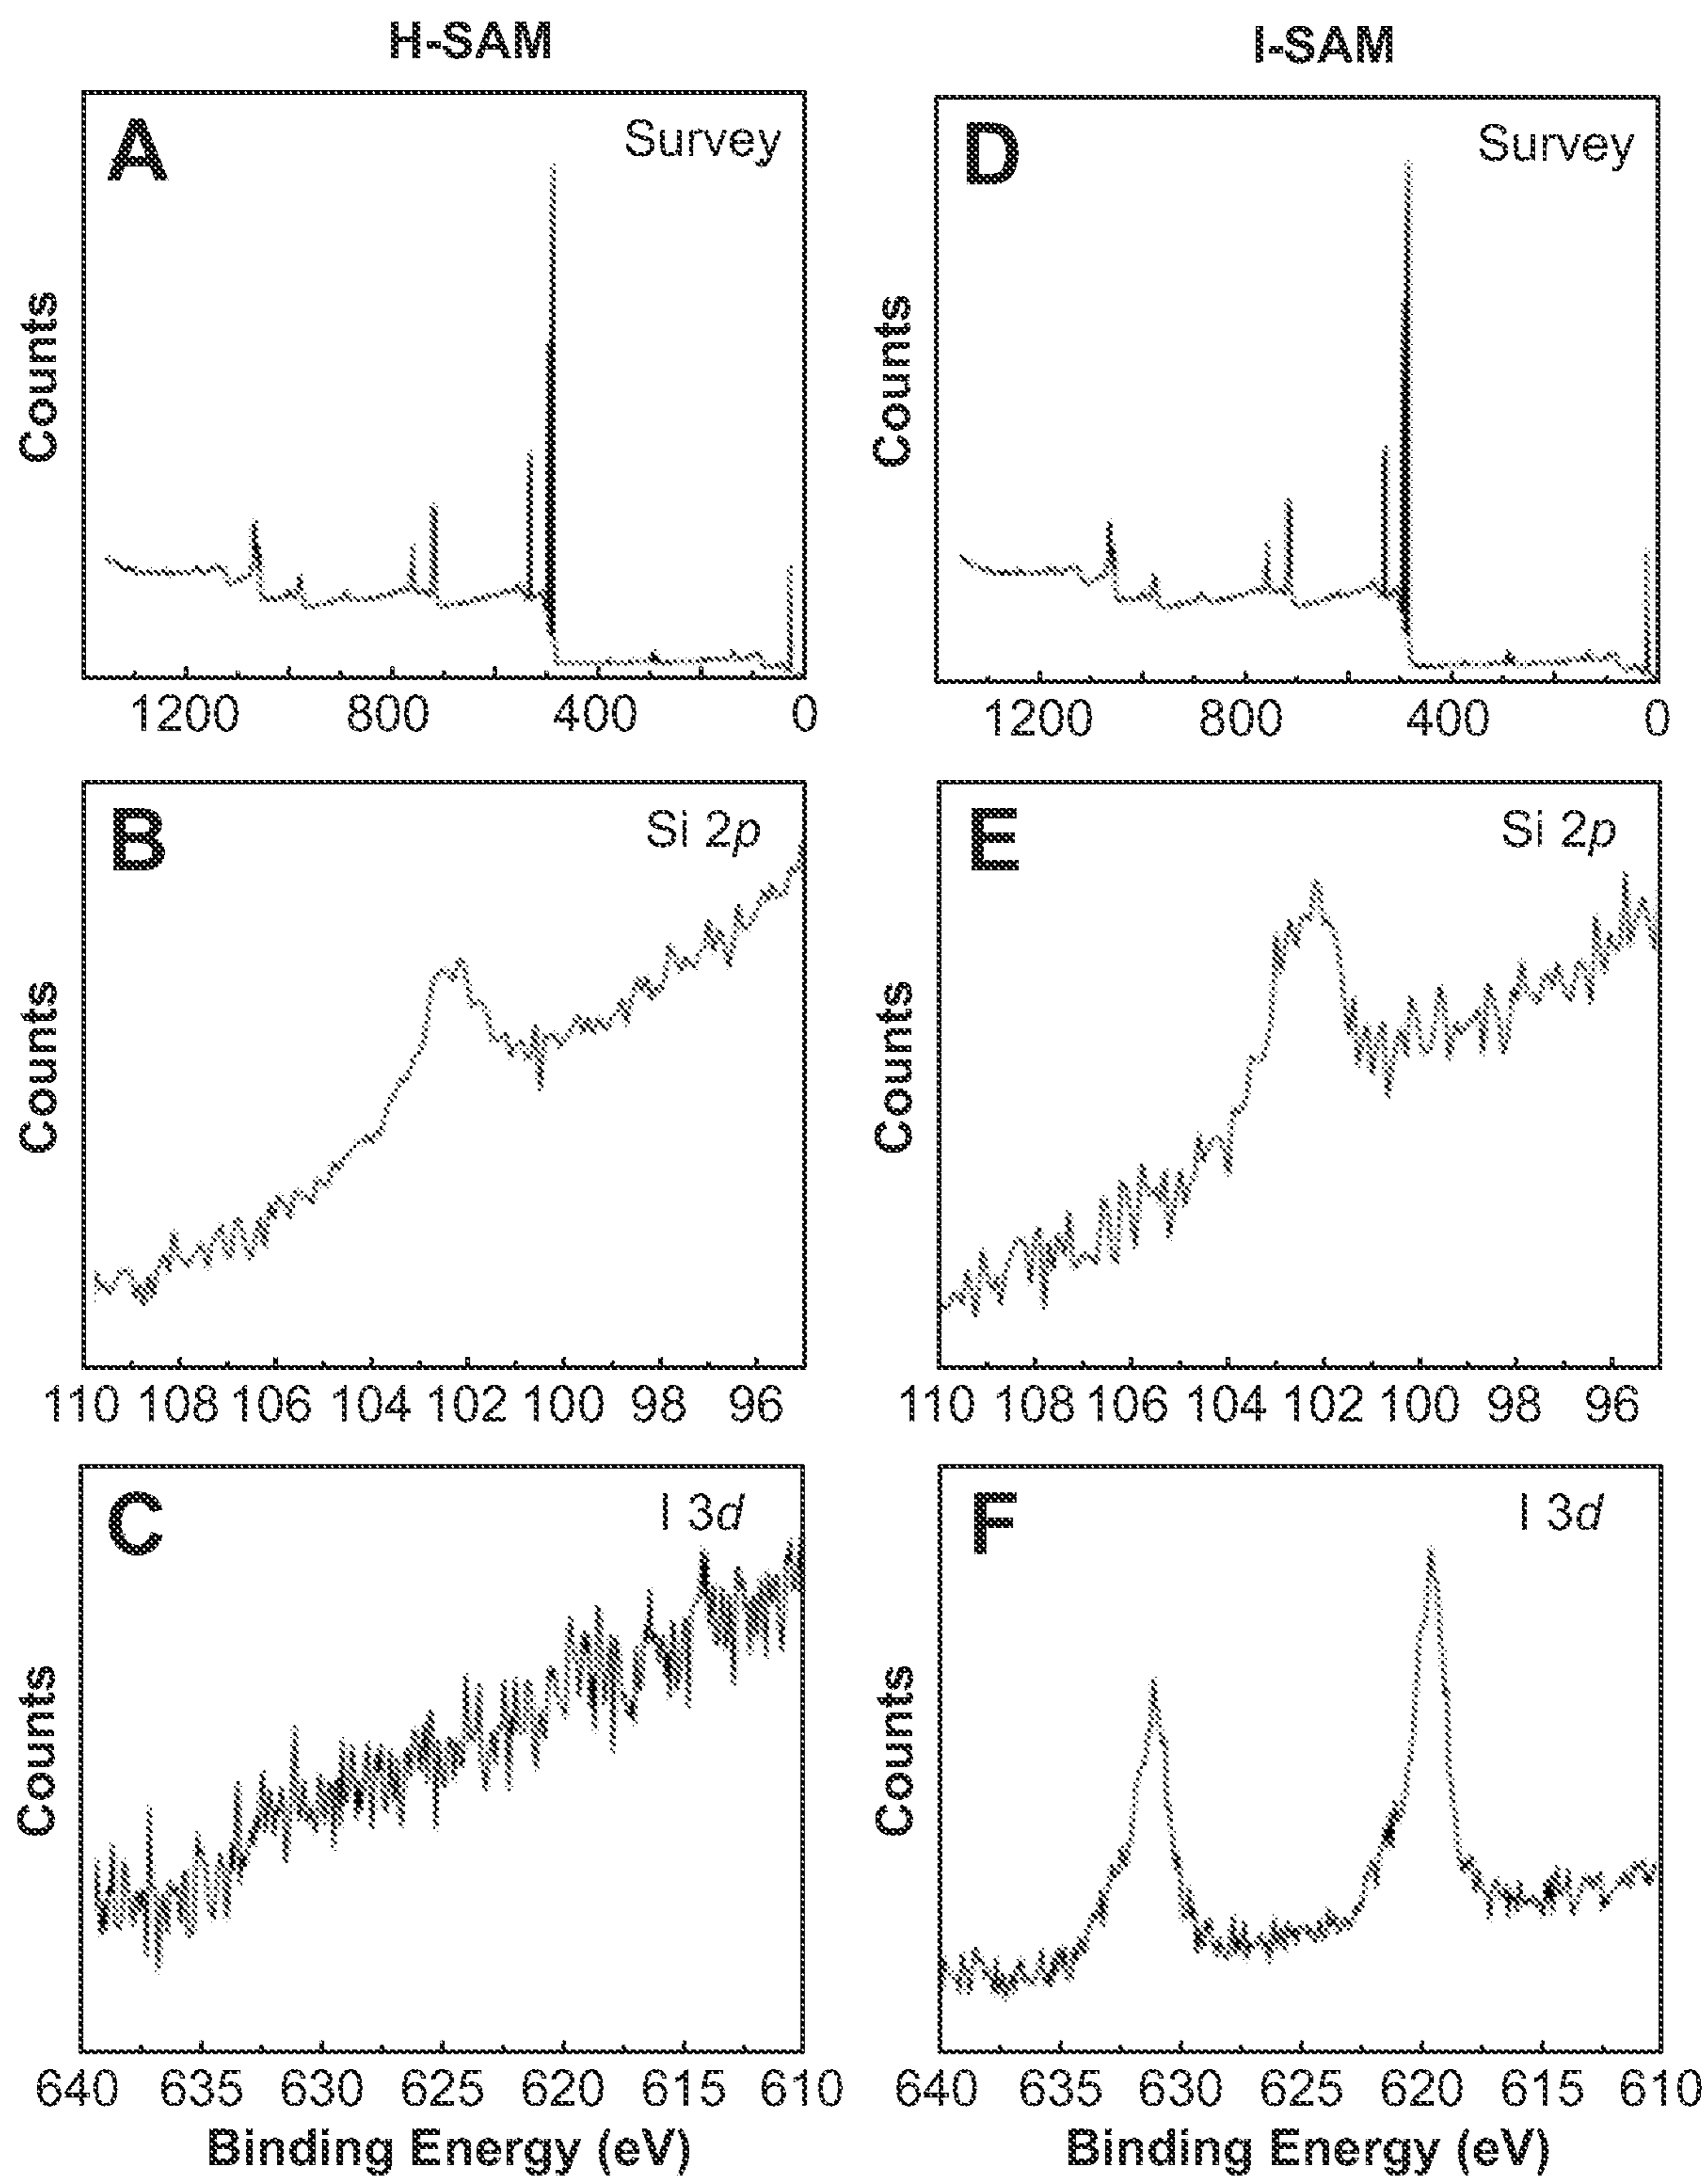 H-SAM
I-SAM
A
Survey
D
Survey
Counts
Counts
1200 800 400 0
1200 800 400 0
B
Si 2p
E
Si 2p
Counts
Counts
110 108 106 104 102 100 98 96
110 108 106 104 102 100 98 96
C
I 3d
F
I 3d
Counts
Counts
640 635 630 625 620 615 610
640 635 630 625 620 615 610
Binding Energy (eV)
Binding Energy (eV)